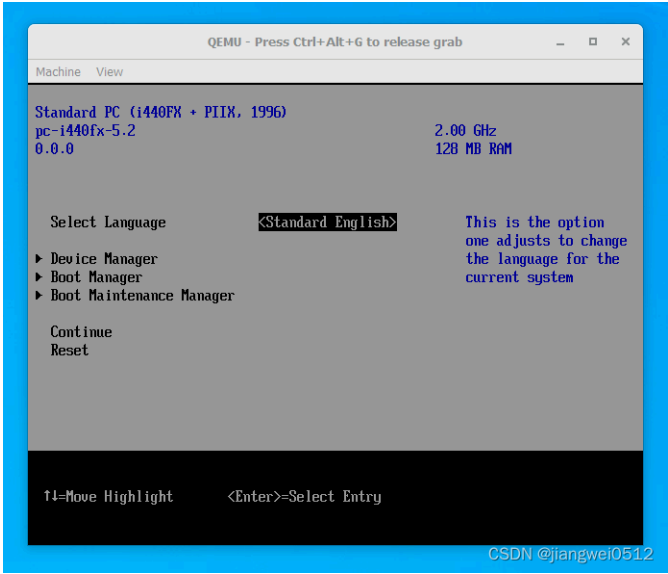 QEMU - Press Ctrl+Alt+G to release grab
Machine View
Standard PC (i440FX + PIIX, 1996)
pc-i440fx-5.2 2.00 GHz
0.0.0 128 MB RAM
Select Language <Standard English>
This is the option
one adjusts to change
the language for the
current system
Device Manager
Boot Manager
Boot Maintenance Manager
Continue
Reset
↑↓=Move Highlight <Enter>=Select Entry
CSDN @jiangwei0512